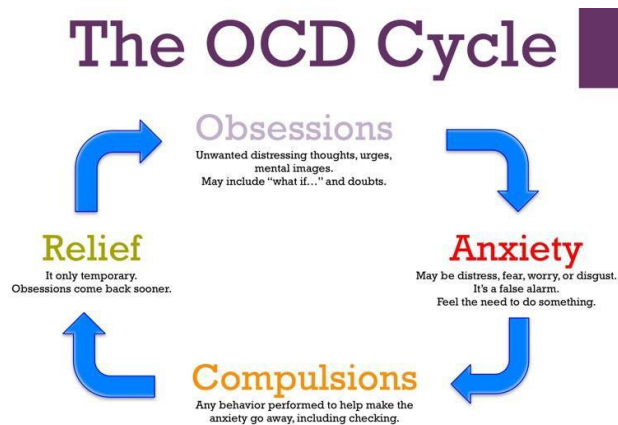 The OCD Cycle
Obsessions
Unwanted distressing thoughts, urges,
mental images.
May include “what if…” and doubts.
Anxiety
May be distress, fear, worry, or disgust.
It’s a false alarm.
Feel the need to do something.
Compulsions
Any behavior performed to help make the
anxiety go away, including checking.
Relief
It only temporary.
Obsessions come back sooner.